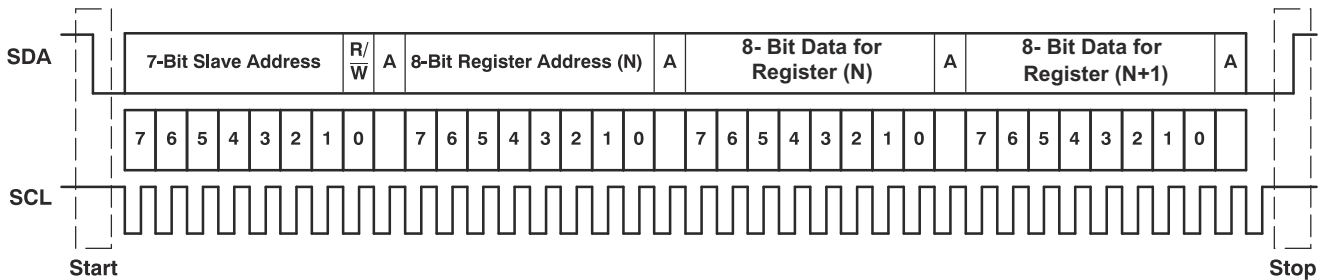 SDA
7-Bit Slave Address
R/
W
A
8-Bit Register Address (N)
A
8- Bit Data for
Register (N)
A
8- Bit Data for
Register (N+1)
A
7 6 5 4 3 2 1 0 7 6 5 4 3 2 1 0 7 6 5 4 3 2 1 0 7 6 5 4 3 2 1 0
SCL
Start Stop